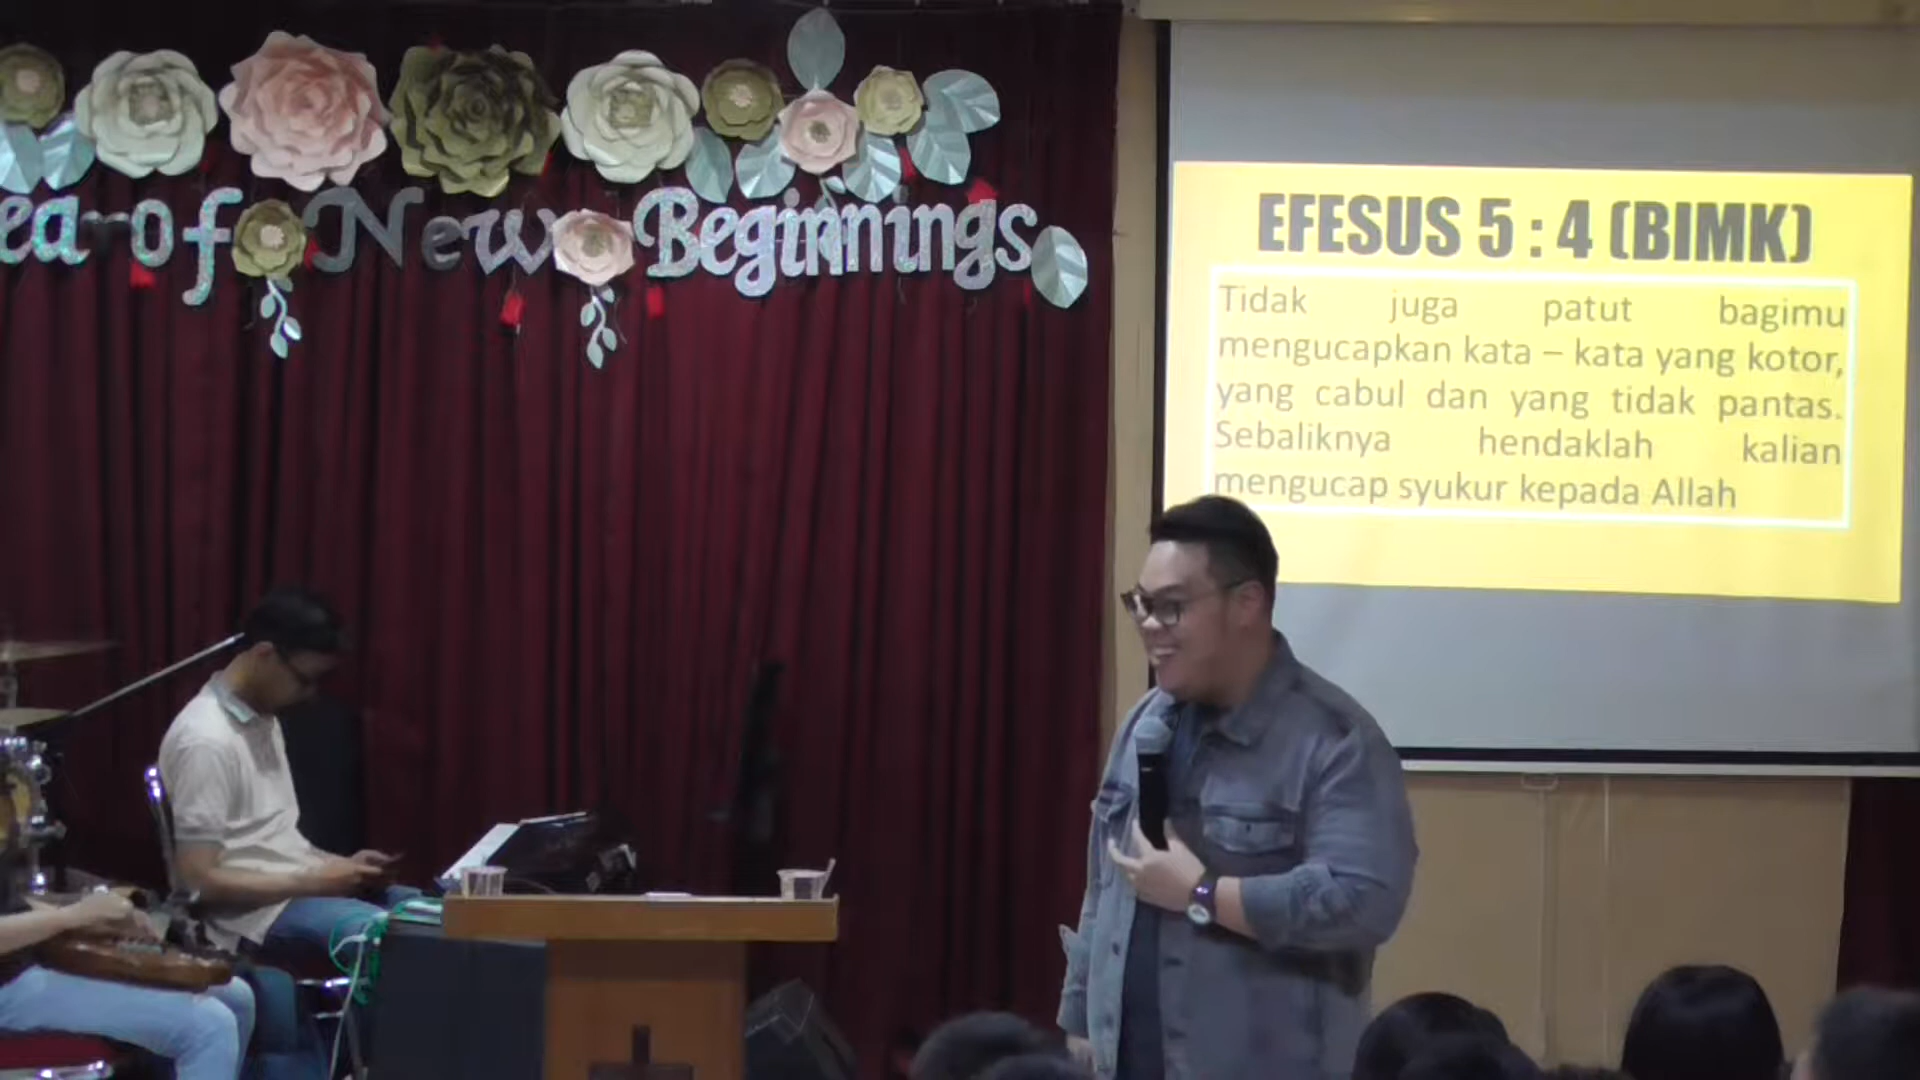 ea of New Beginnings
EFESUS 5 : 4 (BIMK)
Tidak juga patut bagimu
mengucapkan kata – kata yang kotor,
yang cabul dan yang tidak pantas.
Sebaliknya hendaklah kalian
mengucap syukur kepada Allah